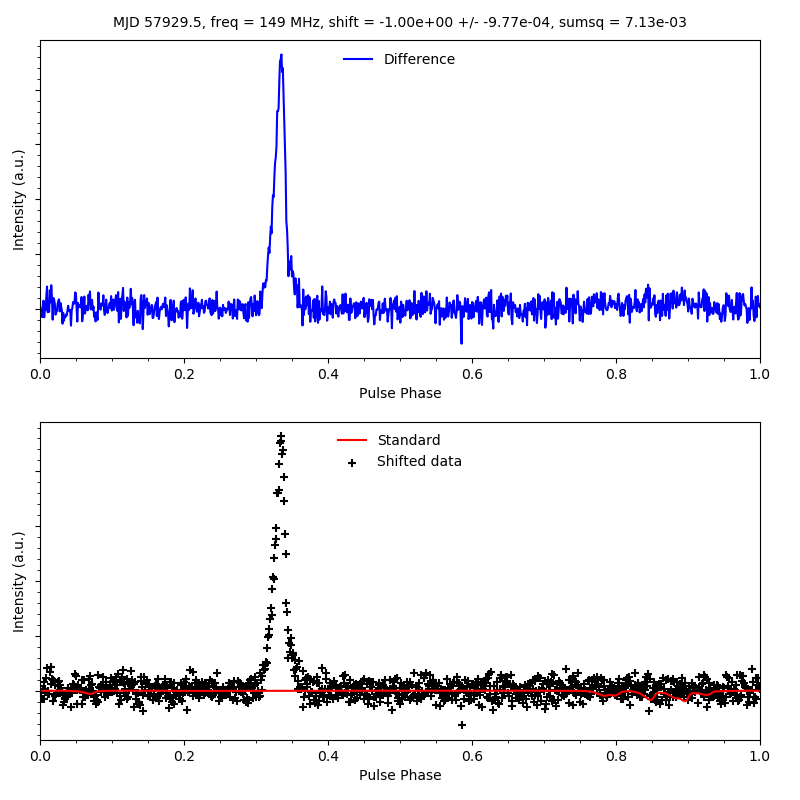 MJD 57929.5, freq = 149 MHz, shift = -1.00e+00 +/- -9.77e-04, sumsq = 7.13e-03
Difference
Intensity (a.u.)
0.0 0.2 0.4 0.6 0.8 1.0
Pulse Phase
Standard
Shifted data
Intensity (a.u.)
0.0 0.2 0.4 0.6 0.8 1.0
Pulse Phase